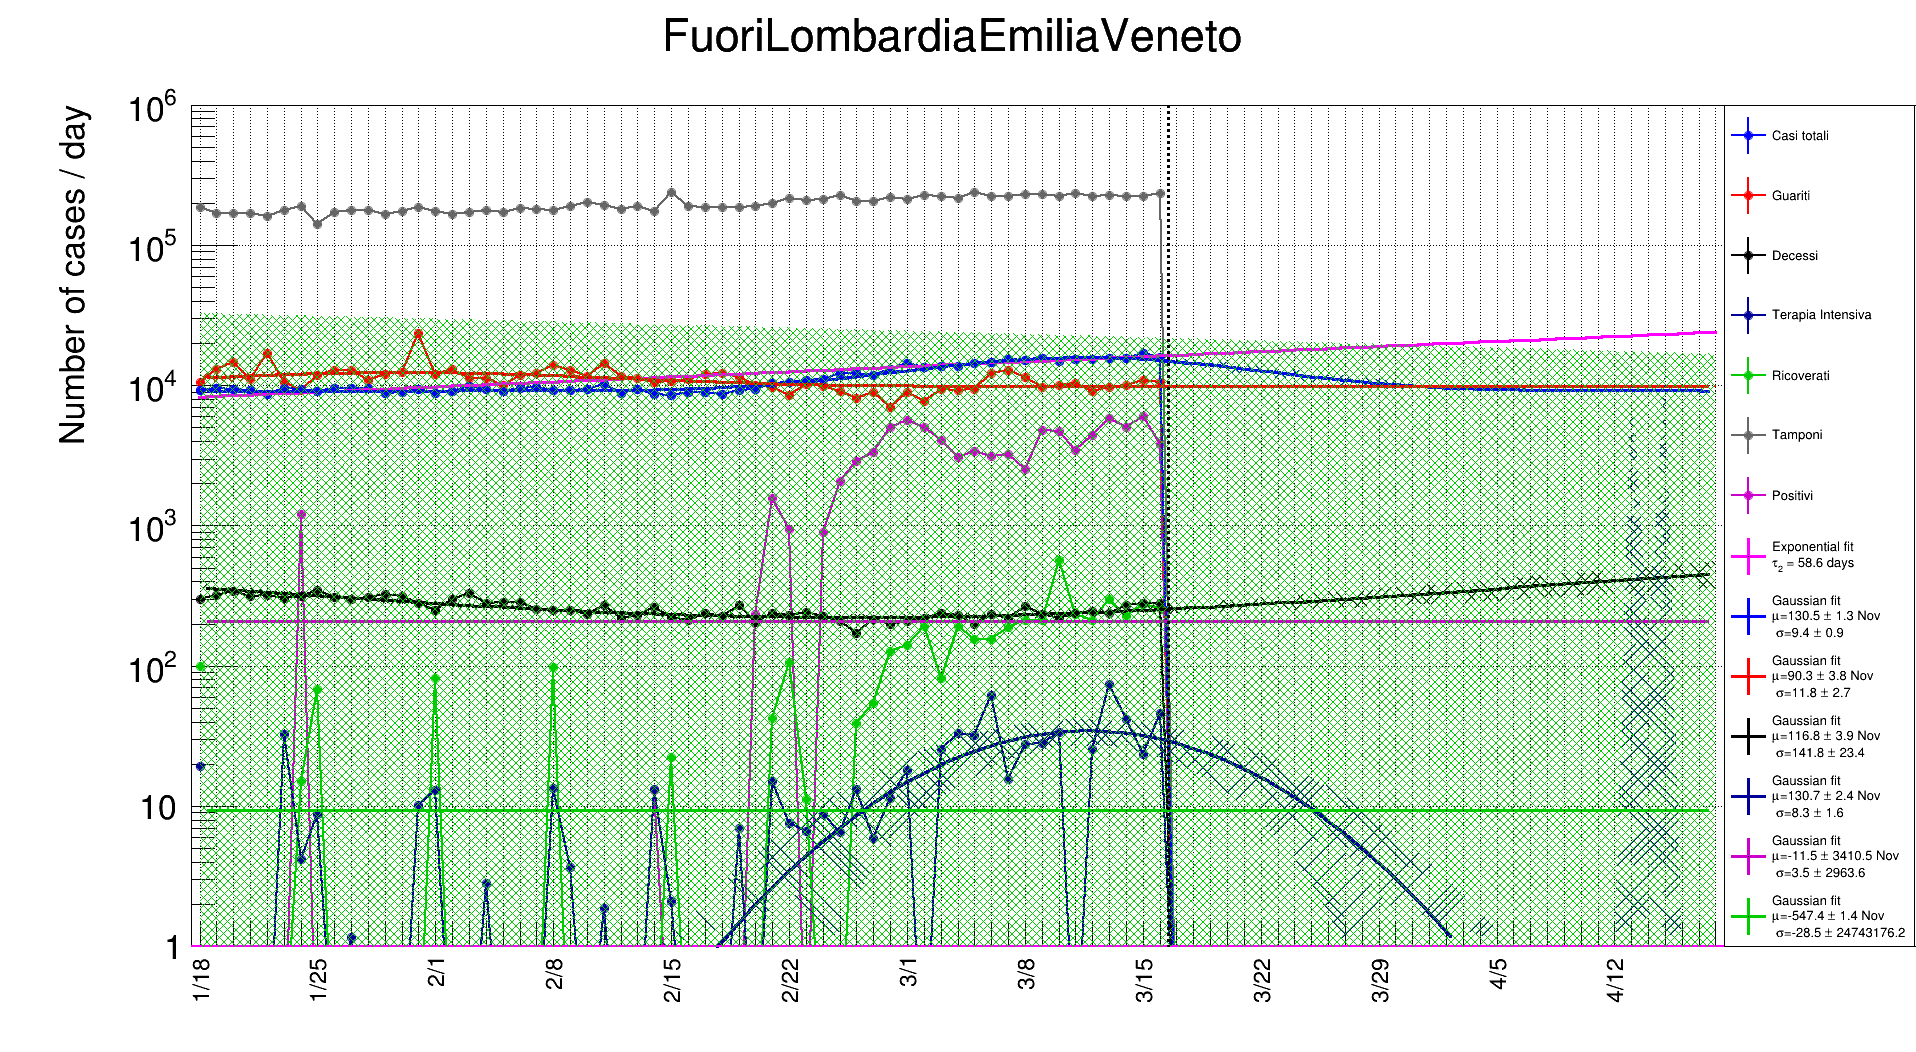 FuoriLombardiaEmiliaVeneto
Number of cases / day
10^6
10^5
10^4
10^3
10^2
10
1
1/18
1/25
2/1
2/8
2/15
2/22
3/1
3/8
3/15
3/22
3/29
4/5
4/12
Casi totali
Guariti
Decessi
Terapia Intensiva
Ricoverati
Tamponi
Positivi
Exponential fit
τ₂ = 58.6 days
Gaussian fit
μ=130.5 ± 1.3 Nov
σ=9.4 ± 0.9
Gaussian fit
μ=90.3 ± 3.8 Nov
σ=11.8 ± 2.7
Gaussian fit
μ=116.8 ± 3.9 Nov
σ=141.8 ± 23.4
Gaussian fit
μ=130.7 ± 2.4 Nov
σ=8.3 ± 1.6
Gaussian fit
μ=-11.5 ± 3410.5 Nov
σ=3.5 ± 2963.6
Gaussian fit
μ=-547.4 ± 1.4 Nov
σ=-28.5 ± 24743176.2